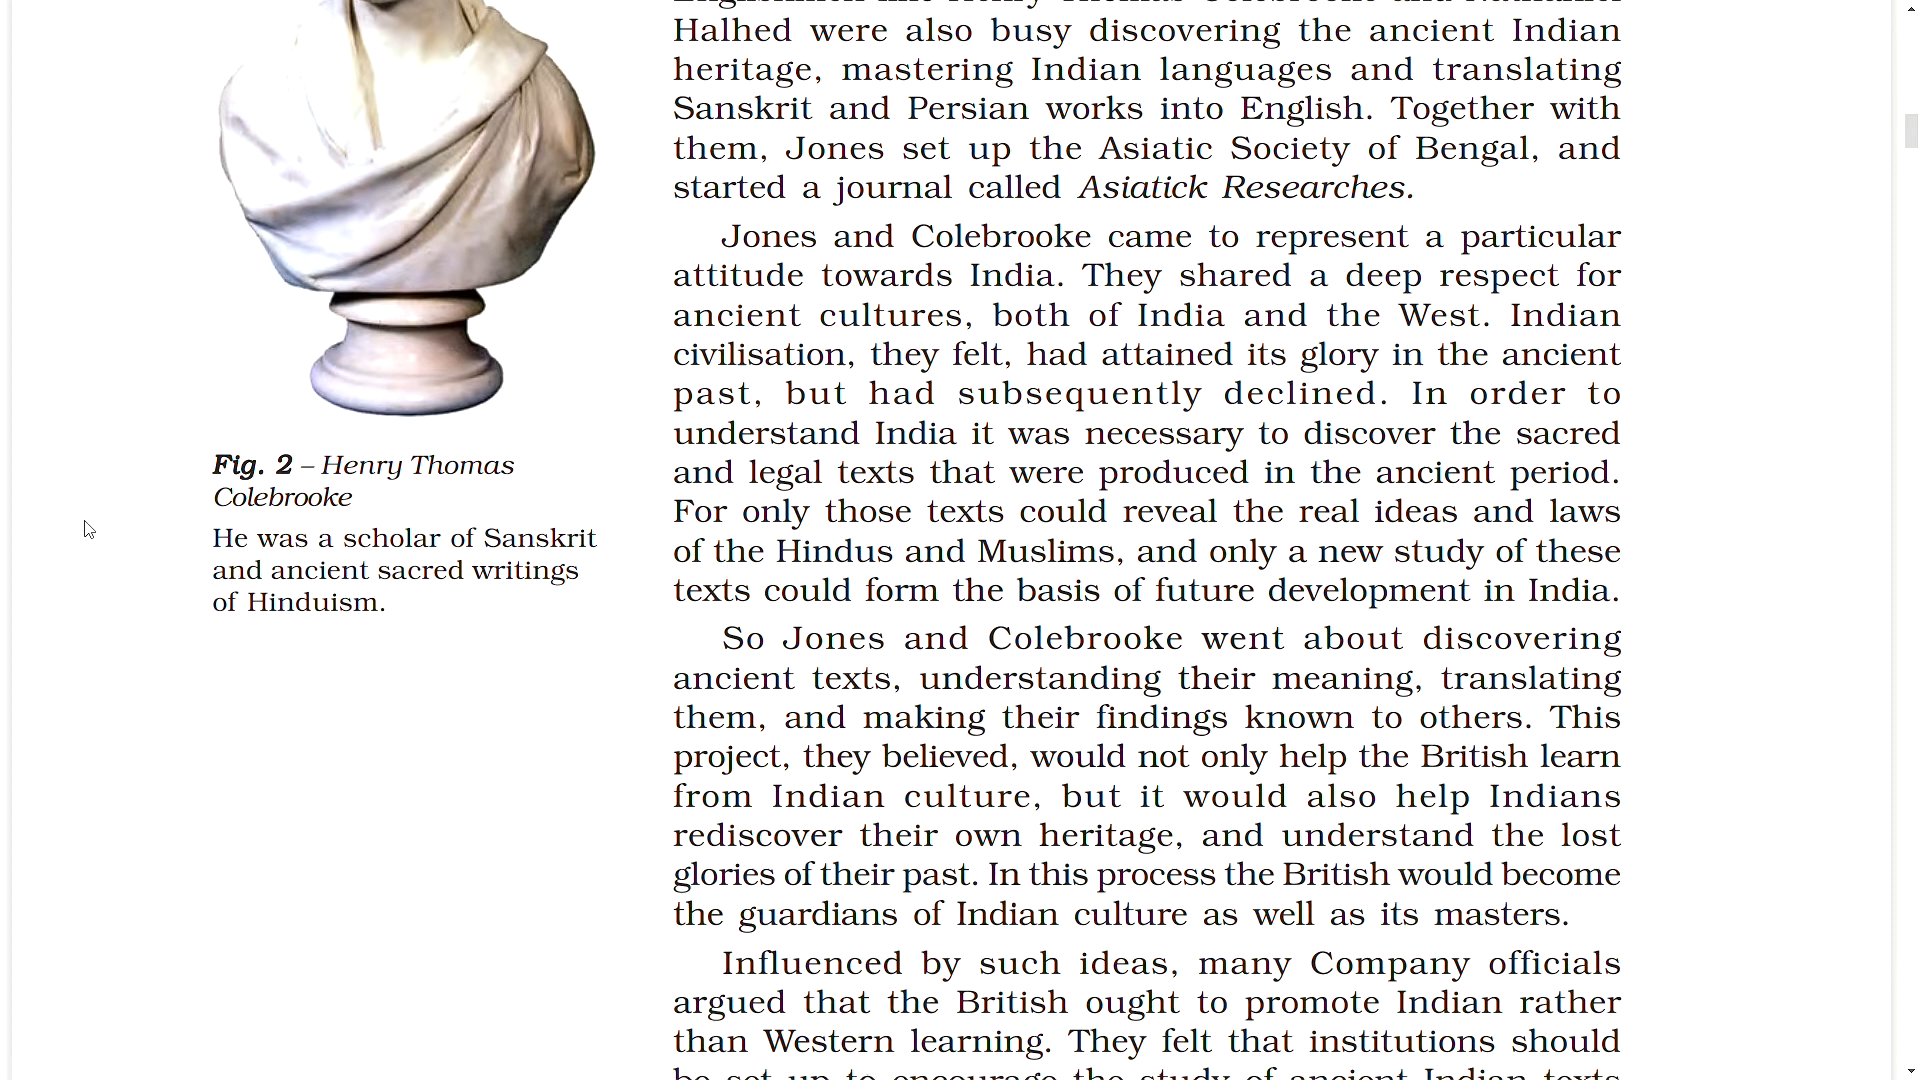 Halhed were also busy discovering the ancient Indian
heritage, mastering Indian languages and translating
Sanskrit and Persian works into English. Together with
them, Jones set up the Asiatic Society of Bengal, and
started a journal called Asiatick Researches.
Jones and Colebrooke came to represent a particular
attitude towards India. They shared a deep respect for
ancient cultures, both of India and the West. Indian
civilisation, they felt, had attained its glory in the ancient
past, but had subsequently declined. In order to
understand India it was necessary to discover the sacred
and legal texts that were produced in the ancient period.
For only those texts could reveal the real ideas and laws
of the Hindus and Muslims, and only a new study of these
texts could form the basis of future development in India.
So Jones and Colebrooke went about discovering
ancient texts, understanding their meaning, translating
them, and making their findings known to others. This
project, they believed, would not only help the British learn
from Indian culture, but it would also help Indians
rediscover their own heritage, and understand the lost
glories of their past. In this process the British would become
the guardians of Indian culture as well as its masters.
Influenced by such ideas, many Company officials
argued that the British ought to promote Indian rather
than Western learning. They felt that institutions should
be set up to encourage the study of ancient Indian texts
Fig. 2 – Henry Thomas
Colebrooke
He was a scholar of Sanskrit
and ancient sacred writings
of Hinduism.